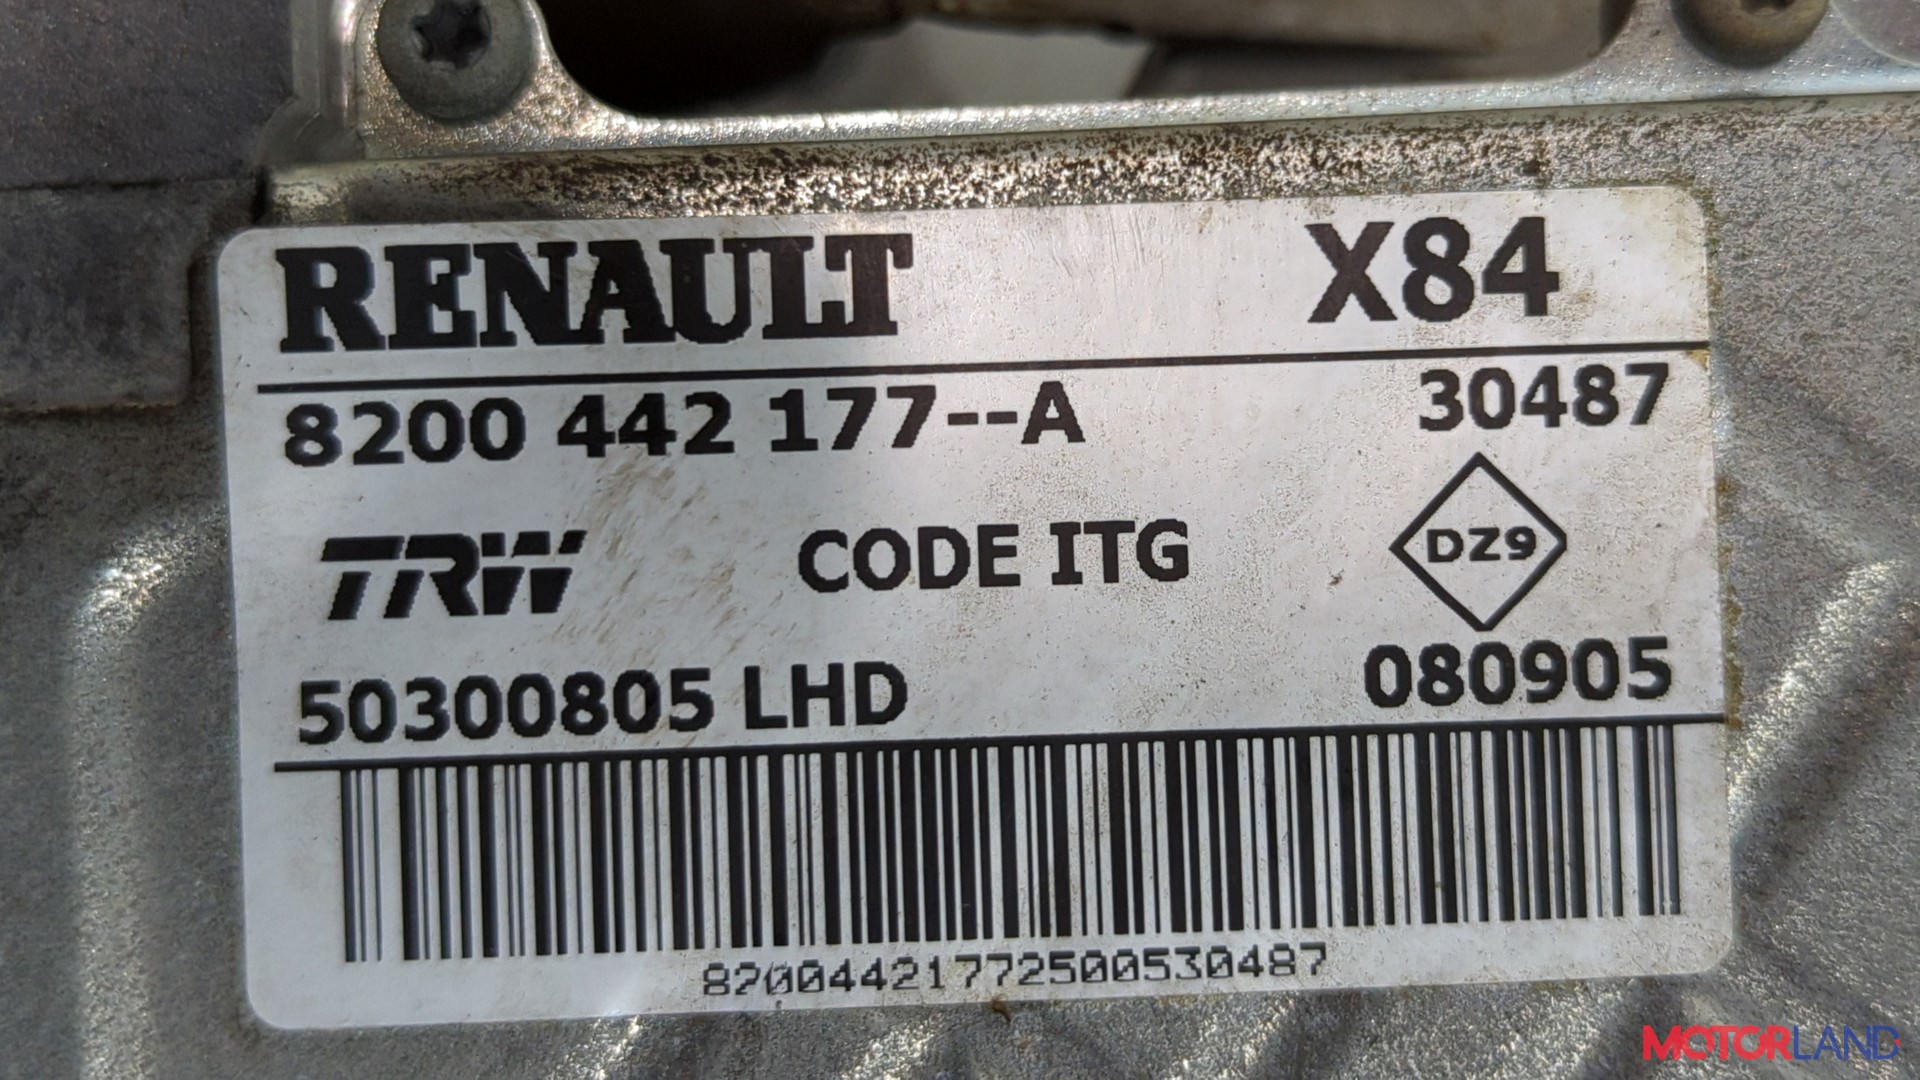 RENAULT X84
8200 442 177--A 30487
TRW CODE ITG DZ9
50300805 LHD 080905
82004421772500530487
MOTORLAND